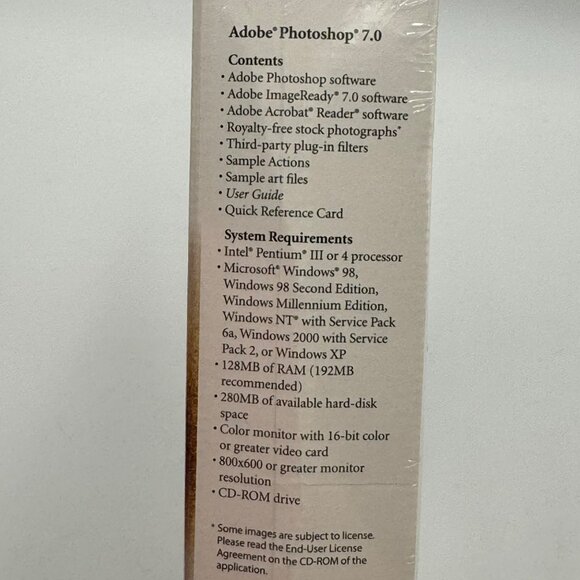 Adobe® Photoshop® 7.0
Contents
• Adobe Photoshop software
• Adobe ImageReady® 7.0 software
• Adobe Acrobat® Reader® software
• Royalty-free stock photographs*
• Third-party plug-in filters
• Sample Actions
• Sample art files
• User Guide
• Quick Reference Card
System Requirements
• Intel® Pentium® III or 4 processor
• Microsoft® Windows® 98,
Windows 98 Second Edition,
Windows Millennium Edition,
Windows NT® with Service Pack
6a, Windows 2000 with Service
Pack 2, or Windows XP
• 128MB of RAM (192MB
recommended)
• 280MB of available hard-disk
space
• Color monitor with 16-bit color
or greater video card
• 800x600 or greater monitor
resolution
• CD-ROM drive
* Some images are subject to license.
Please read the End-User License
Agreement on the CD-ROM of the
application.